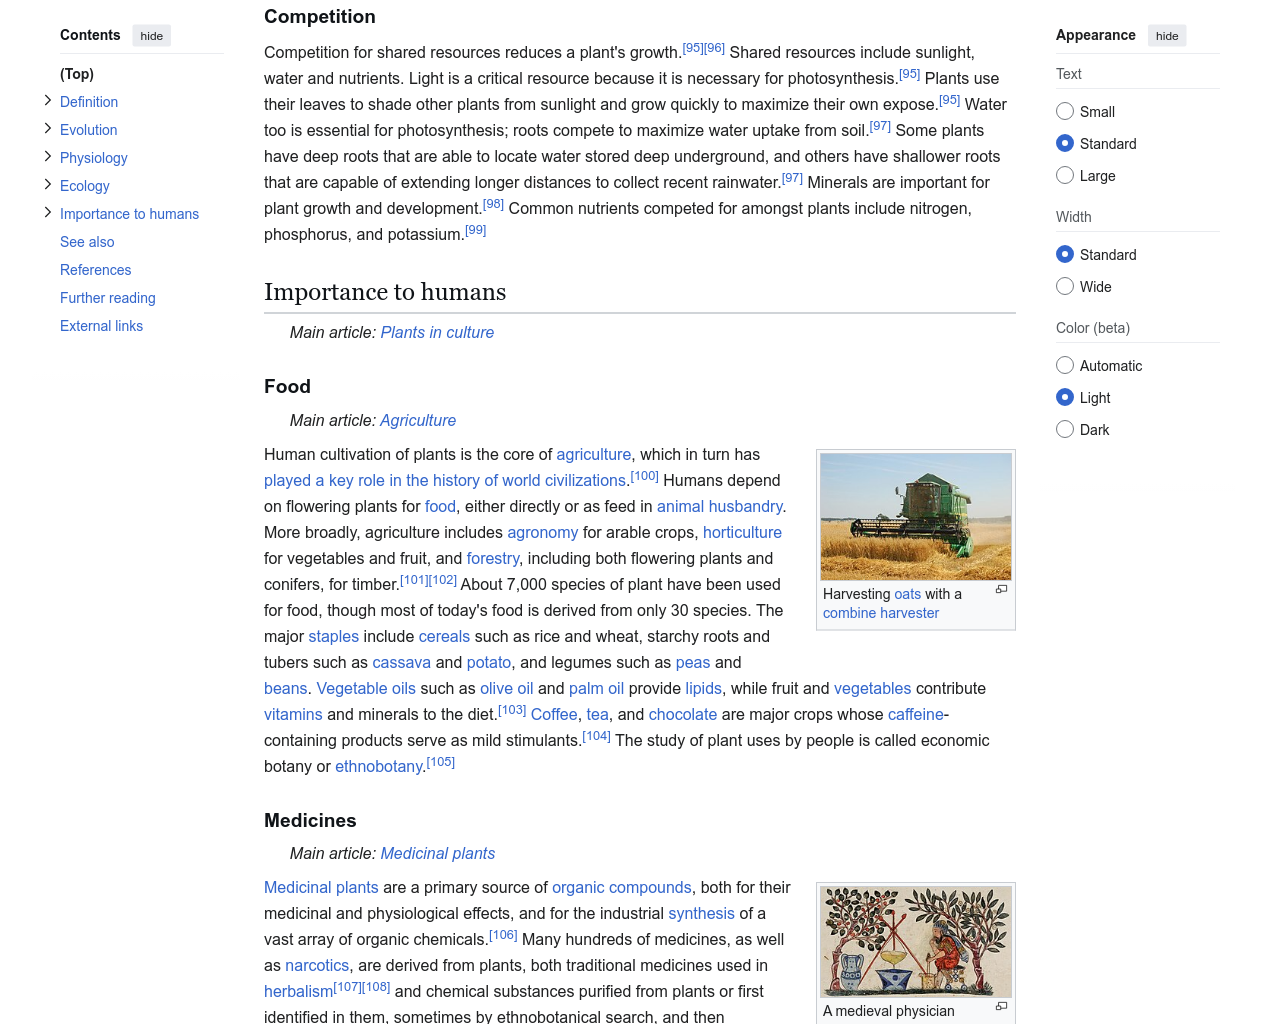 Contents hide
(Top)
Definition
Evolution
Physiology
Ecology
Importance to humans
See also
References
Further reading
External links
Competition
Competition for shared resources reduces a plant's growth.[95][96] Shared resources include sunlight,
water and nutrients. Light is a critical resource because it is necessary for photosynthesis.[95] Plants use
their leaves to shade other plants from sunlight and grow quickly to maximize their own expose.[95] Water
too is essential for photosynthesis; roots compete to maximize water uptake from soil.[97] Some plants
have deep roots that are able to locate water stored deep underground, and others have shallower roots
that are capable of extending longer distances to collect recent rainwater.[97] Minerals are important for
plant growth and development.[98] Common nutrients competed for amongst plants include nitrogen,
phosphorus, and potassium.[99]
Importance to humans
Main article: Plants in culture
Food
Main article: Agriculture
Human cultivation of plants is the core of agriculture, which in turn has
played a key role in the history of world civilizations.[100] Humans depend
on flowering plants for food, either directly or as feed in animal husbandry.
More broadly, agriculture includes agronomy for arable crops, horticulture
for vegetables and fruit, and forestry, including both flowering plants and
conifers, for timber.[101][102] About 7,000 species of plant have been used
for food, though most of today's food is derived from only 30 species. The
major staples include cereals such as rice and wheat, starchy roots and
tubers such as cassava and potato, and legumes such as peas and
beans. Vegetable oils such as olive oil and palm oil provide lipids, while fruit and vegetables contribute
vitamins and minerals to the diet.[103] Coffee, tea, and chocolate are major crops whose caffeine-
containing products serve as mild stimulants.[104] The study of plant uses by people is called economic
botany or ethnobotany.[105]
Harvesting oats with a
combine harvester
Medicines
Main article: Medicinal plants
Medicinal plants are a primary source of organic compounds, both for their
medicinal and physiological effects, and for the industrial synthesis of a
vast array of organic chemicals.[106] Many hundreds of medicines, as well
as narcotics, are derived from plants, both traditional medicines used in
herbalism[107][108] and chemical substances purified from plants or first
identified in them, sometimes by ethnobotanical search, and then
A medieval physician
Appearance hide
Text
Small
Standard
Large
Width
Standard
Wide
Color (beta)
Automatic
Light
Dark